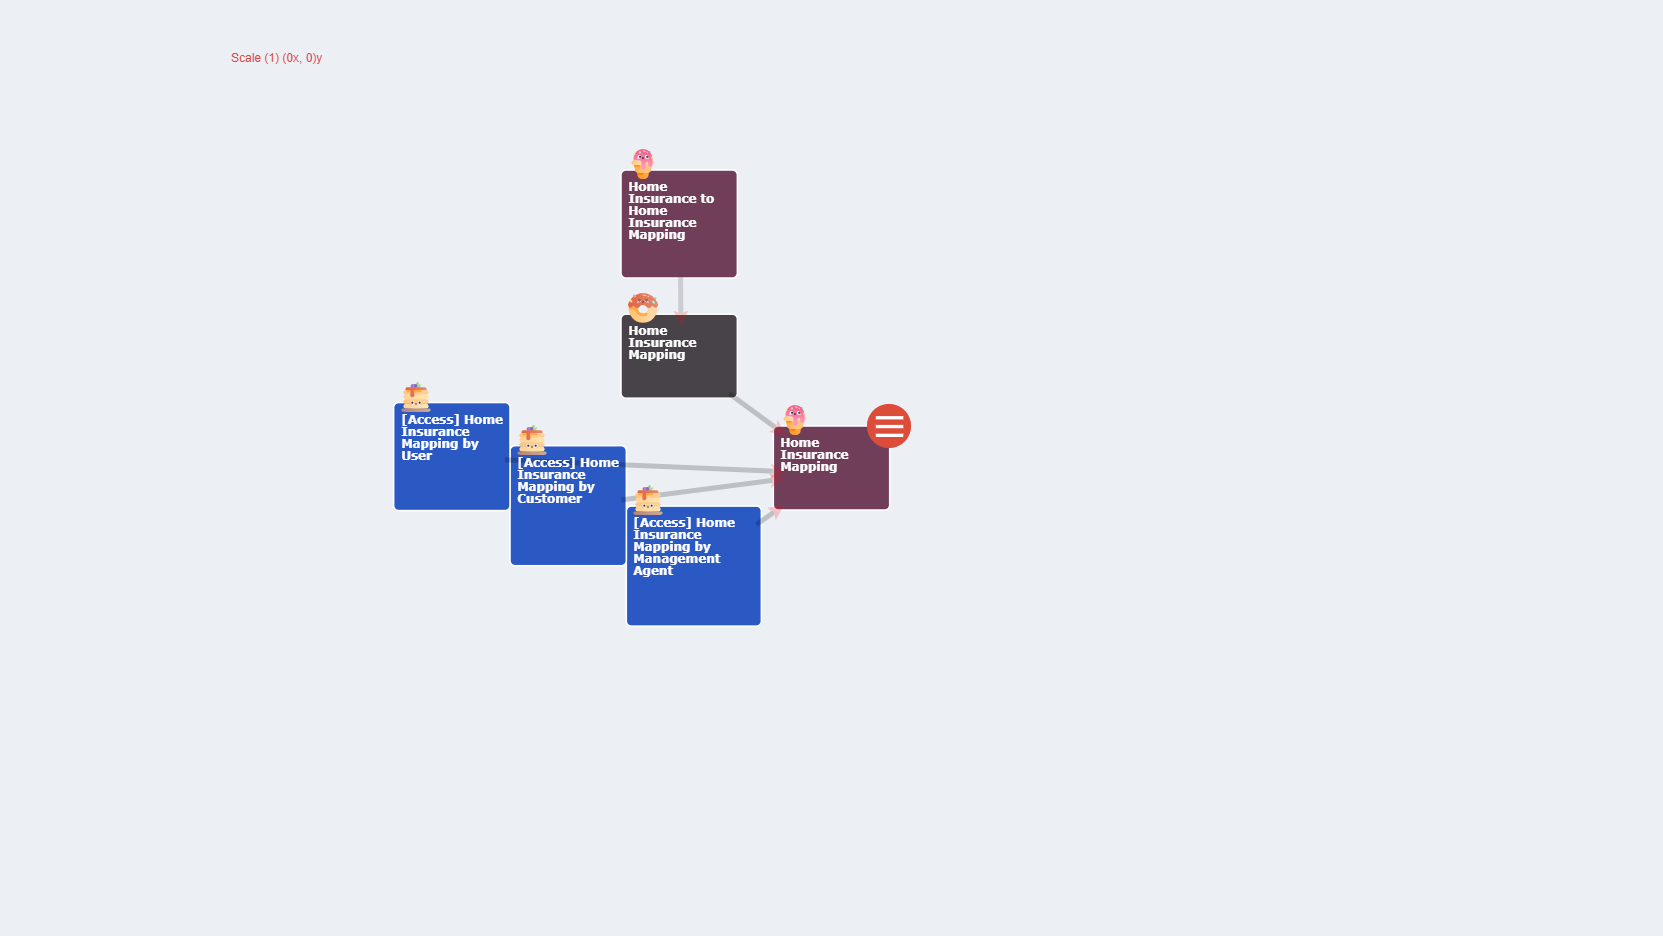 Scale (1) (0x, 0)y
Home
Insurance to
Home
Insurance
Mapping
Home
Insurance
Mapping
[Access] Home
Insurance
Mapping by
User
[Access] Home
Insurance
Mapping by
Customer
Home
Insurance
Mapping
[Access] Home
Insurance
Mapping by
Management
Agent